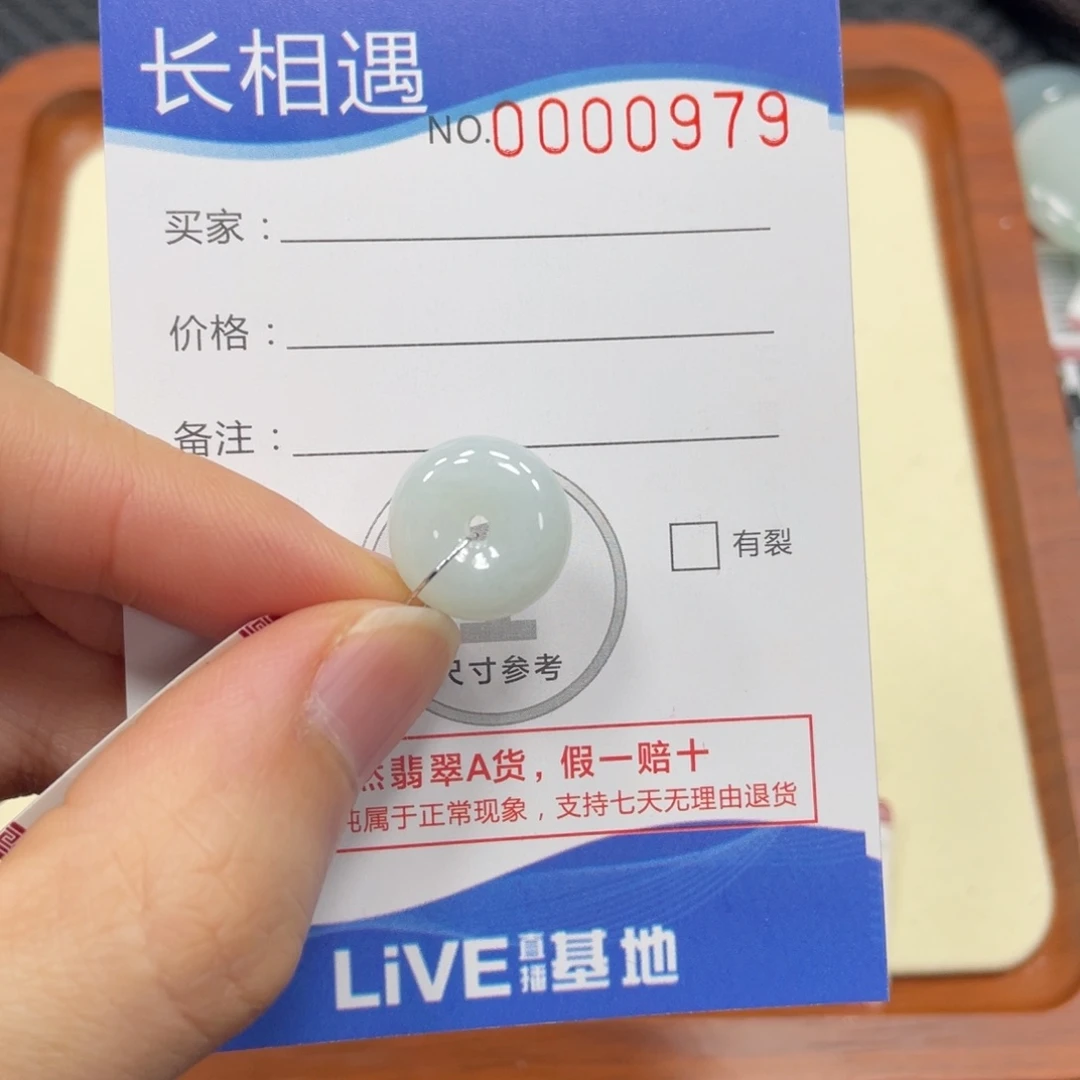 长相遇
NO.0000979
买家：
价格：
备注：
有裂
尺寸参考
翡翠A货，假一赔十
属于正常现象，支持七天无理由退货
LiVE直播基地